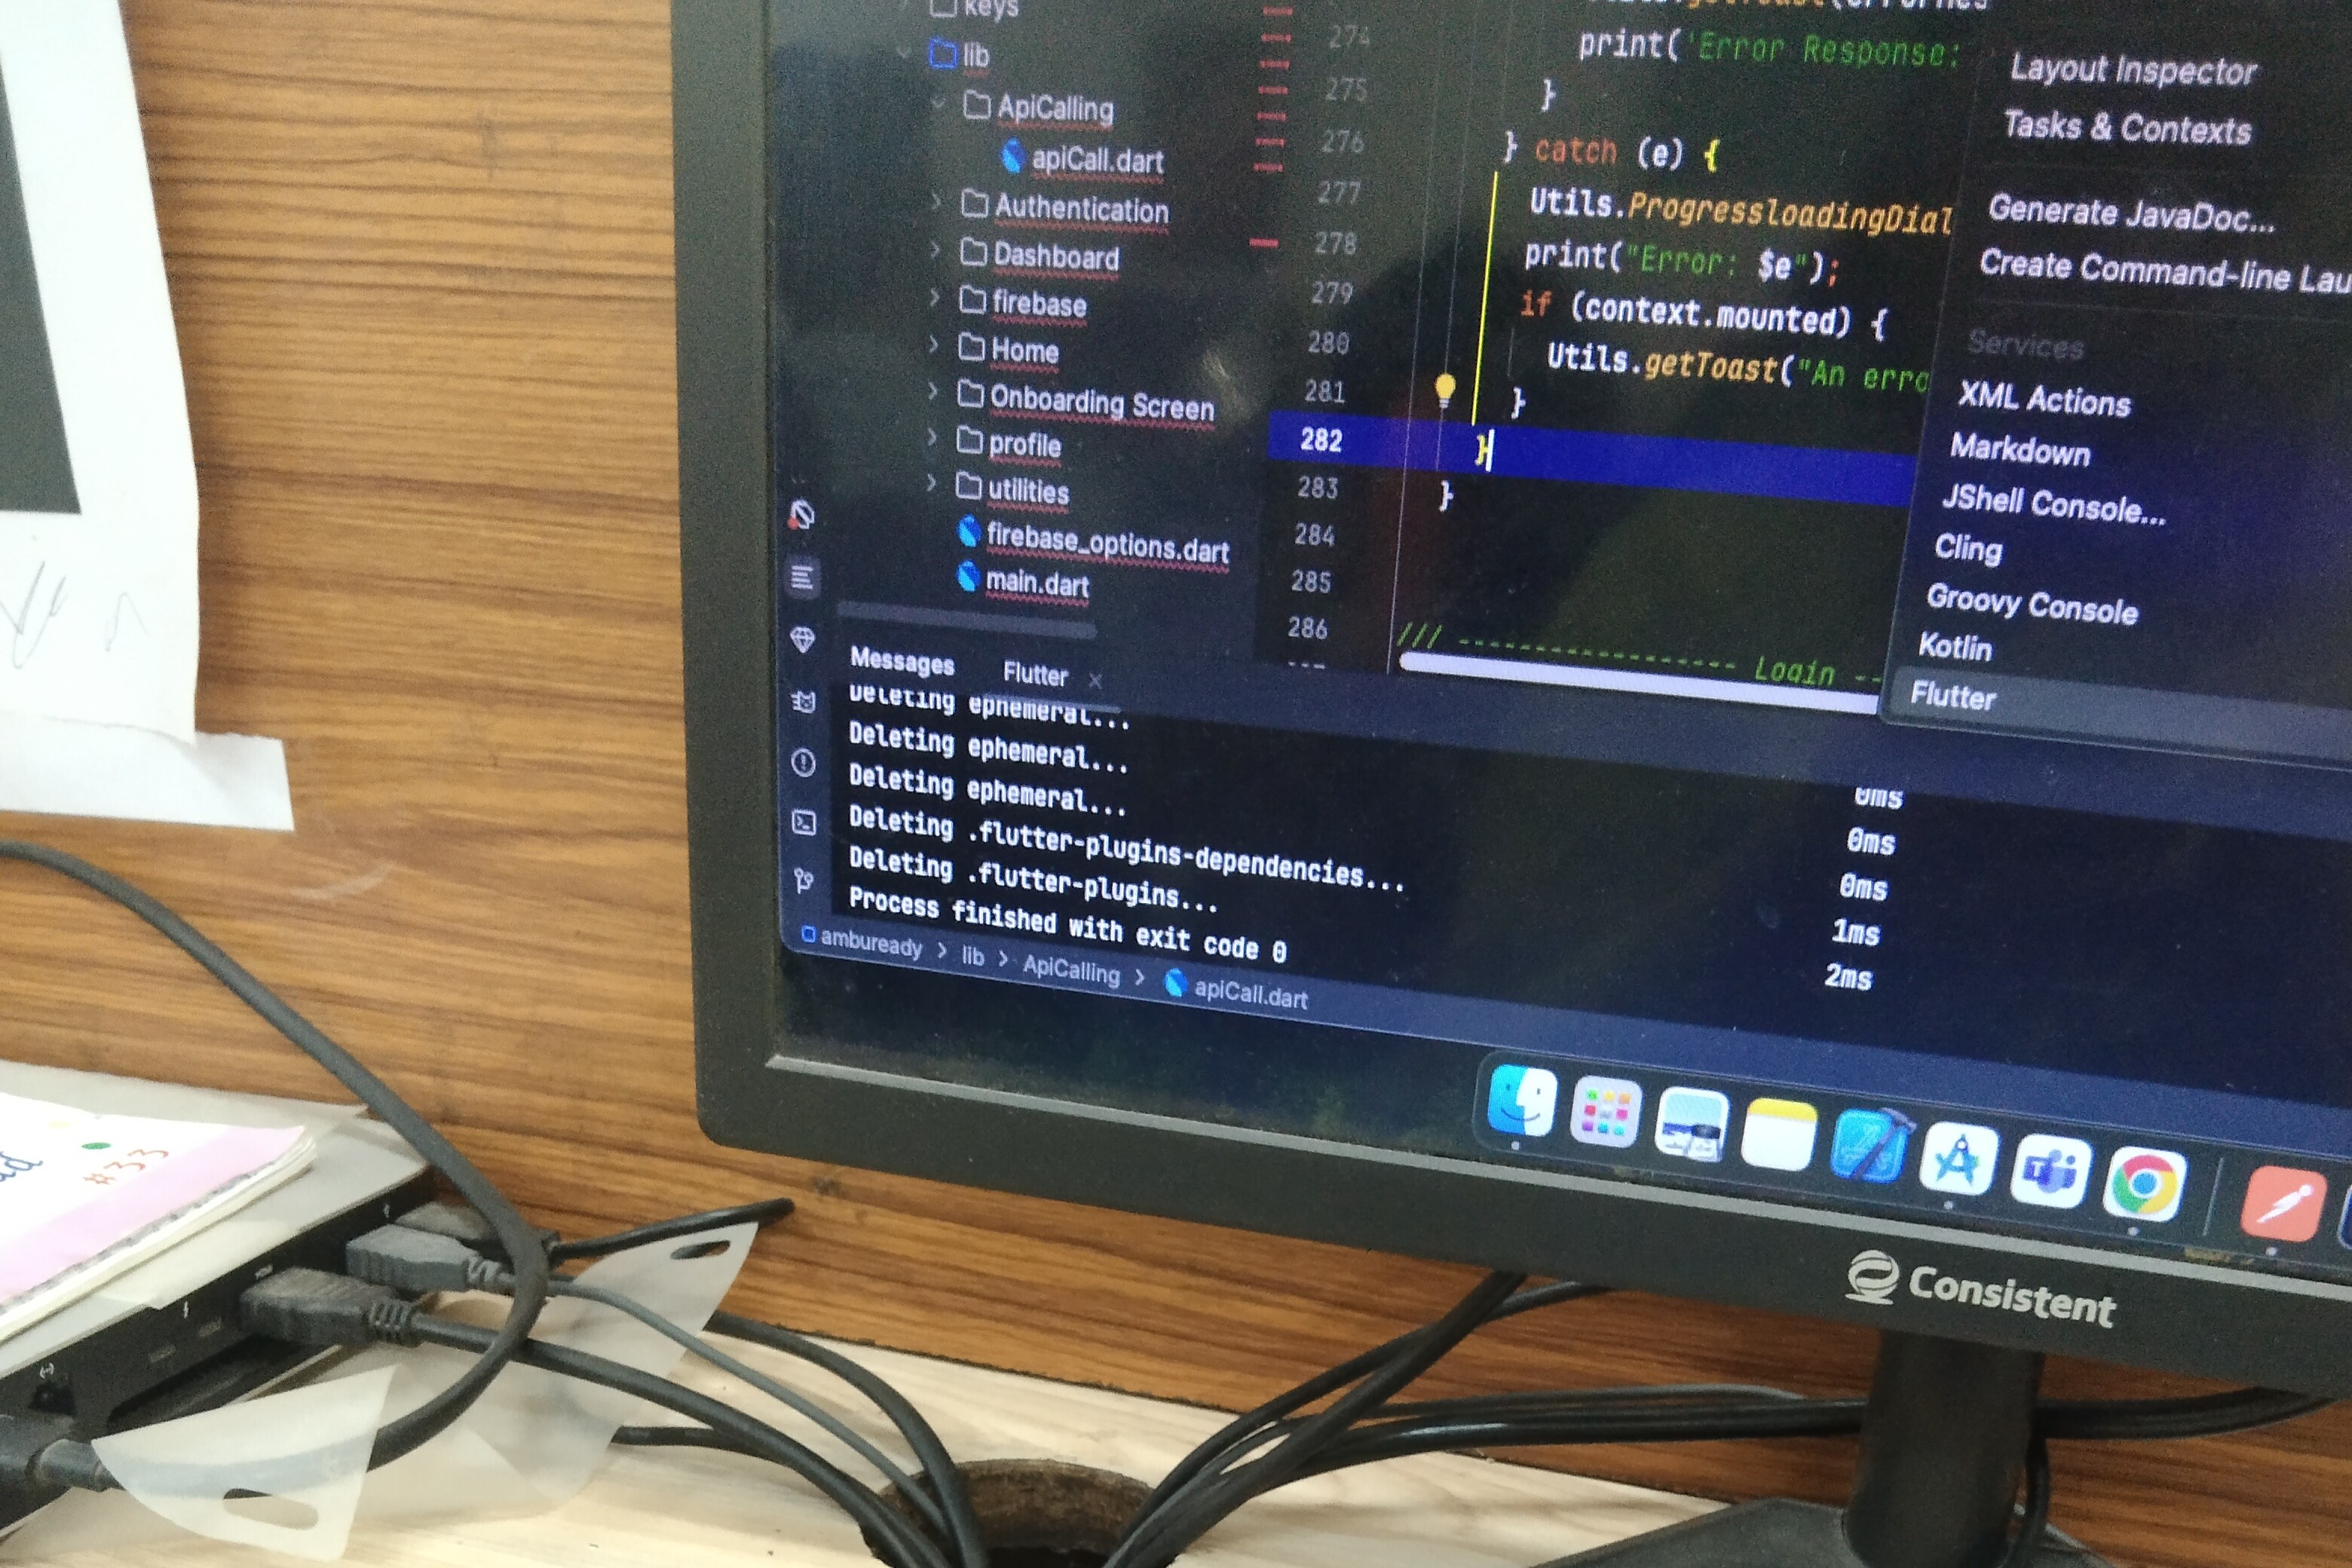 keys
lib
ApiCalling
apiCall.dart
Authentication
Dashboard
firebase
Home
Onboarding Screen
profile
utilities
firebase_options.dart
main.dart
274 print('Error Response:
275 }
276 } catch (e) {
277 Utils.ProgressloadingDial
278 print("Error: $e");
279 if (context.mounted) {
280 Utils.getToast("An erro
281 }
282 }
283 }
284
285
286 /// ------------------ Login --
Layout Inspector
Tasks & Contexts
Generate JavaDoc...
Create Command-line Lau
Services
XML Actions
Markdown
JShell Console...
Cling
Groovy Console
Kotlin
Flutter
Messages Flutter ×
Deleting ephemeral...
Deleting ephemeral... 0ms
Deleting ephemeral... 0ms
Deleting .flutter-plugins-dependencies... 0ms
Deleting .flutter-plugins... 1ms
Process finished with exit code 0 2ms
ambuready > lib > ApiCalling > apiCall.dart
Consistent
#33